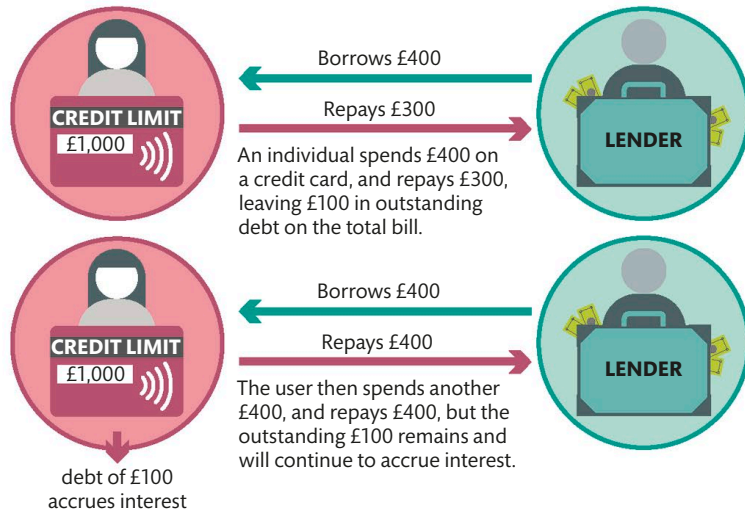 Borrows £400
CREDIT LIMIT
£1,000
Repays £300
LENDER
An individual spends £400 on
a credit card, and repays £300,
leaving £100 in outstanding
debt on the total bill.
Borrows £400
CREDIT LIMIT
£1,000
Repays £400
LENDER
The user then spends another
£400, and repays £400, but the
outstanding £100 remains and
will continue to accrue interest.
debt of £100
accrues interest